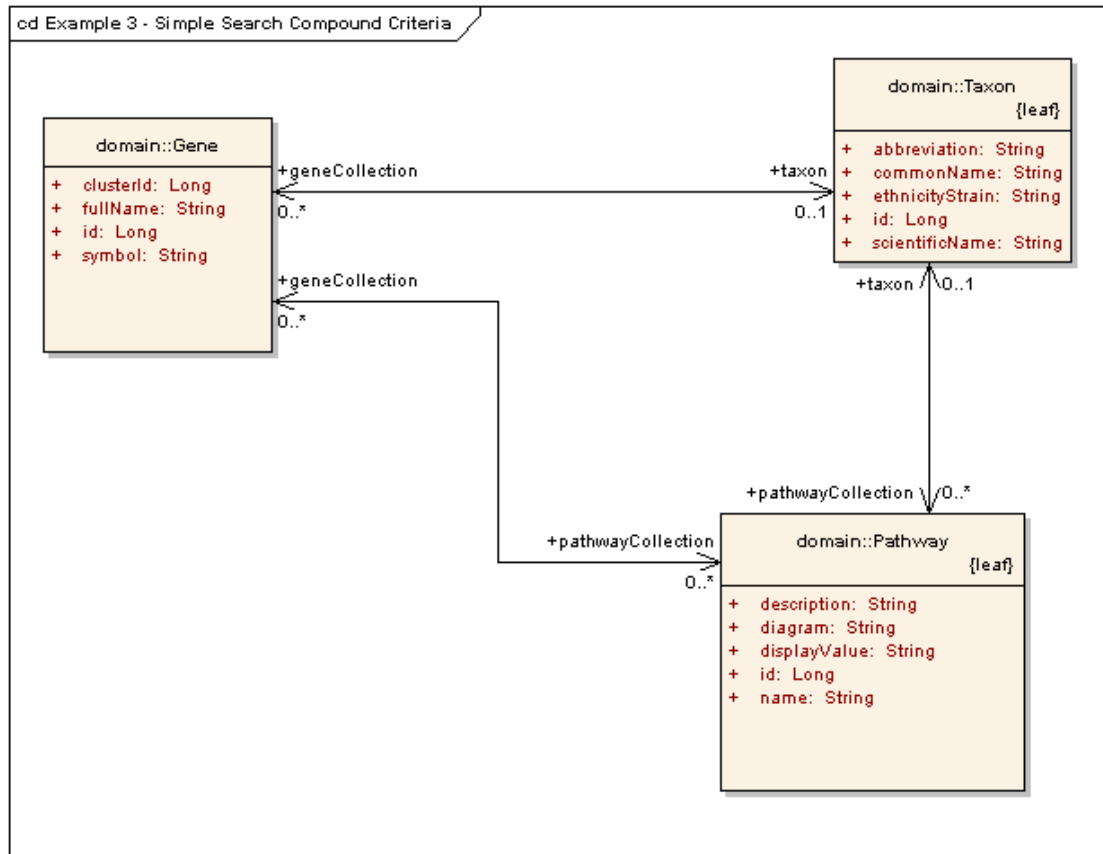 cd Example 3 - Simple Search Compound Criteria
domain::Taxon
{leaf}
+ abbreviation: String
+ commonName: String
+ ethnicityStrain: String
+ id: Long
+ scientificName: String
domain::Gene
+ clusterId: Long
+ fullName: String
+ id: Long
+ symbol: String
+geneCollection
0..*
+taxon
0..1
+geneCollection
0..*
+taxon
0..1
+pathwayCollection
0..*
+pathwayCollection
0..*
domain::Pathway
{leaf}
+ description: String
+ diagram: String
+ displayValue: String
+ id: Long
+ name: String